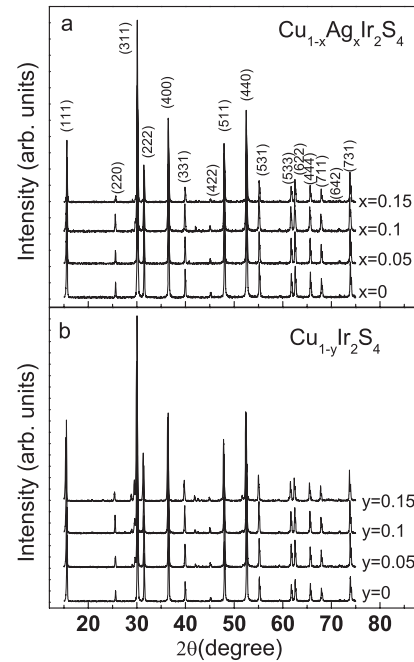 a
Cu1-xAgxIr2S4
Intensity (arb. units)
(111)
(220)
(311)
(222)
(400)
(331)
(422)
(511)
(440)
(531)
(533)
(622)
(444)
(711)
(642)
(731)
x=0.15
x=0.1
x=0.05
x=0
b
Cu1-yIr2S4
Intensity (arb. units)
y=0.15
y=0.1
y=0.05
y=0
20 30 40 50 60 70 80
2θ(degree)